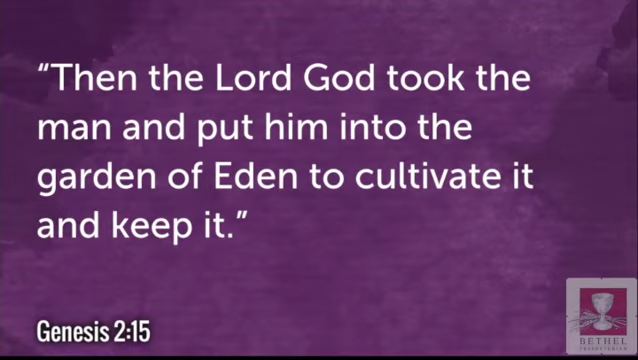 “Then the Lord God took the
man and put him into the
garden of Eden to cultivate it
and keep it.”
Genesis 2:15
BETHEL
PRESBYTERIAN